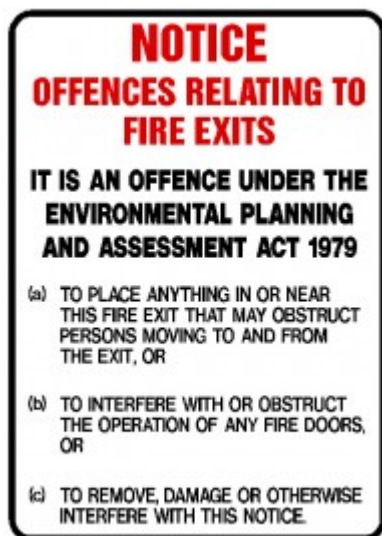 NOTICE
OFFENCES RELATING TO
FIRE EXITS
IT IS AN OFFENCE UNDER THE
ENVIRONMENTAL PLANNING
AND ASSESSMENT ACT 1979
(a) TO PLACE ANYTHING IN OR NEAR
THIS FIRE EXIT THAT MAY OBSTRUCT
PERSONS MOVING TO AND FROM
THE EXIT, OR
(b) TO INTERFERE WITH OR OBSTRUCT
THE OPERATION OF ANY FIRE DOORS,
OR
(c) TO REMOVE, DAMAGE OR OTHERWISE
INTERFERE WITH THIS NOTICE.